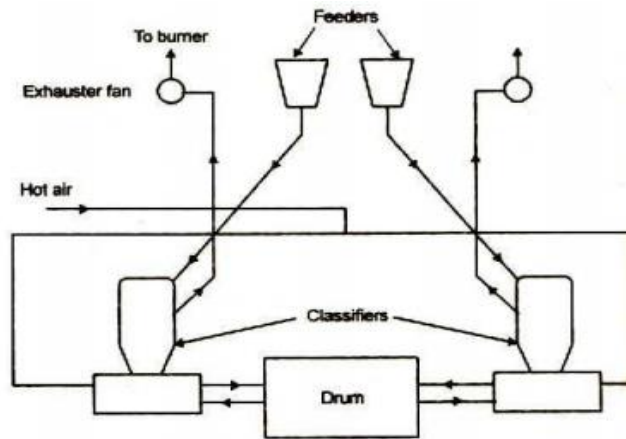 Feeders
To burner
Exhauster fan
Hot air
Classifiers
Drum